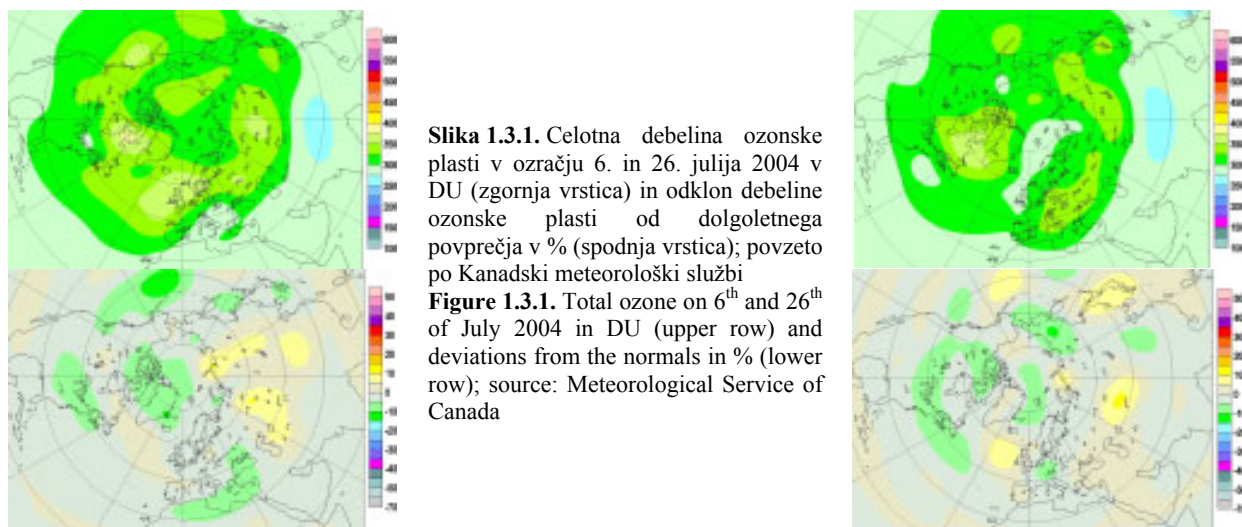 Slika 1.3.1. Celotna debelina ozonske
plasti v ozračju 6. in 26. julija 2004 v
DU (zgornja vrstica) in odklon debeline
ozonske plasti od dolgoletnega
povprečja v % (spodnja vrstica); povzeto
po Kanadski meteorološki službi
Figure 1.3.1. Total ozone on 6th and 26th
of July 2004 in DU (upper row) and
deviations from the normals in % (lower
row); source: Meteorological Service of
Canada